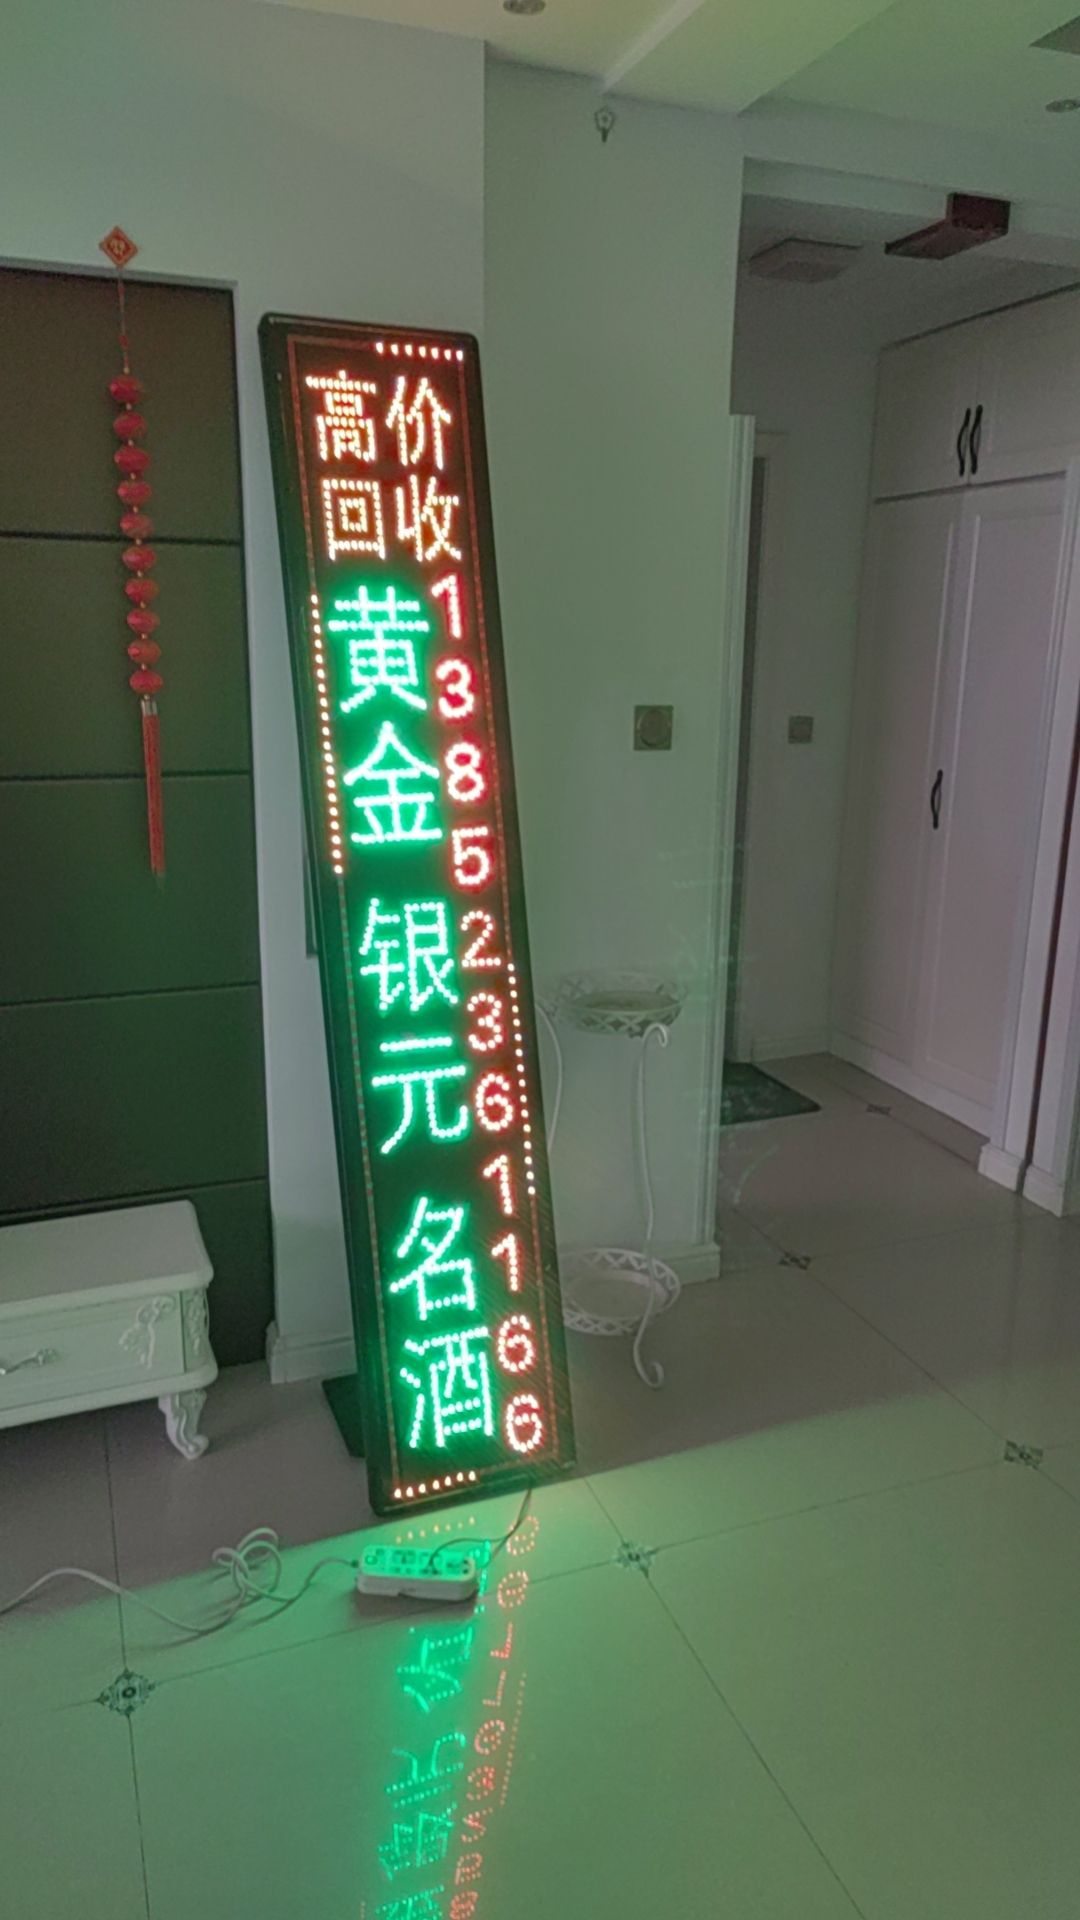 高价
回收
黄金 银元 名酒
13852361166